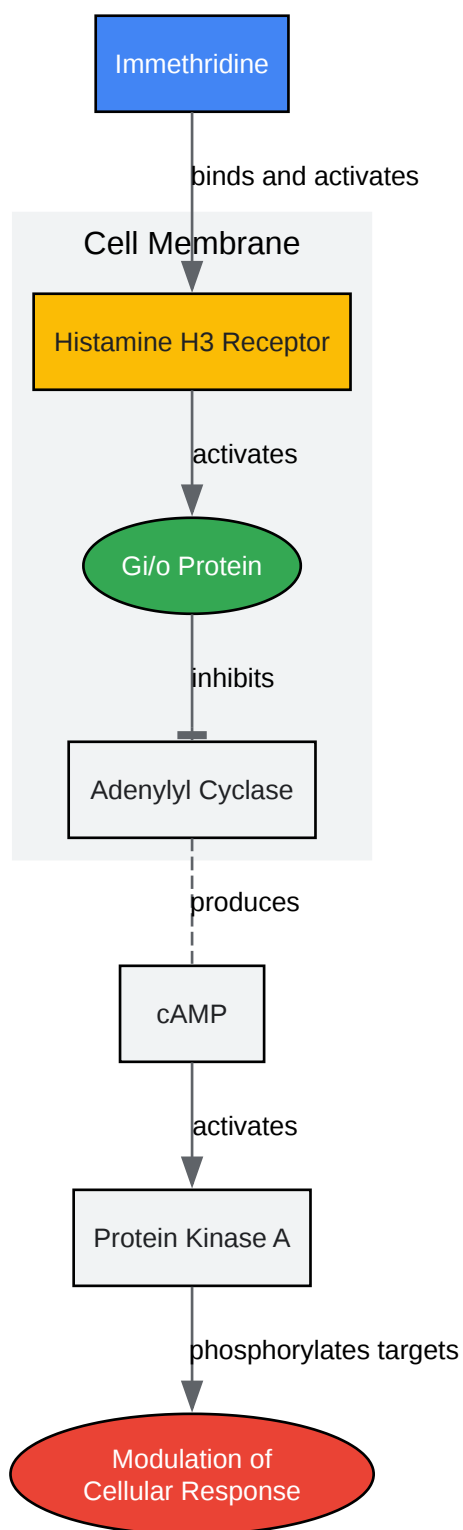 Immethridine
binds and activates
Cell Membrane
Histamine H3 Receptor
activates
Gi/o Protein
inhibits
Adenylyl Cyclase
produces
cAMP
activates
Protein Kinase A
phosphorylates targets
Modulation of
Cellular Response